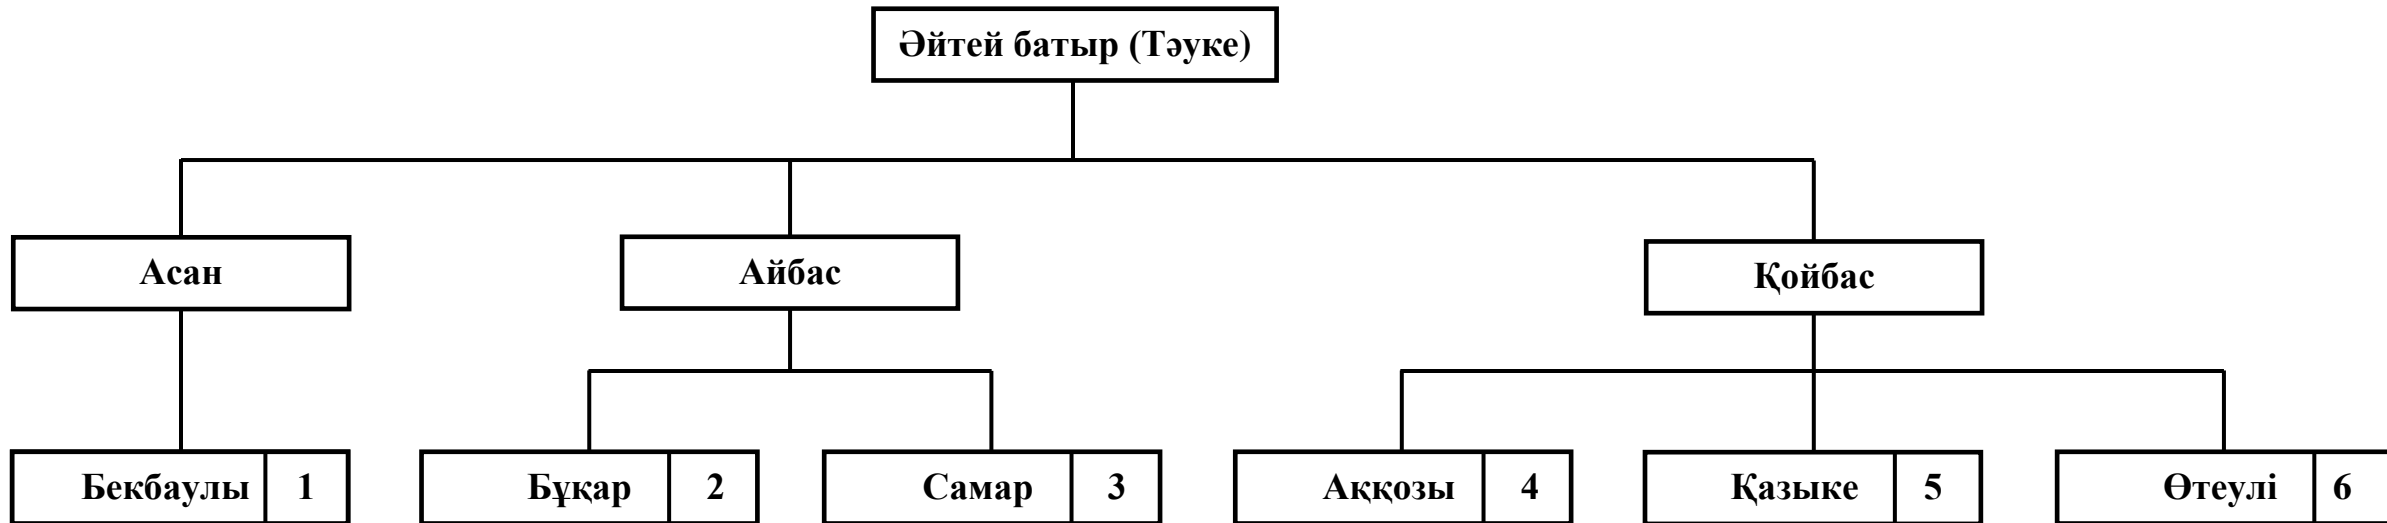 Әйтей батыр (Тәуке)
Асан
Айбас
Қойбас
Бекбаулы 1
Бұқар 2
Самар 3
Аққозы 4
Қазыке 5
Өтеулі 6